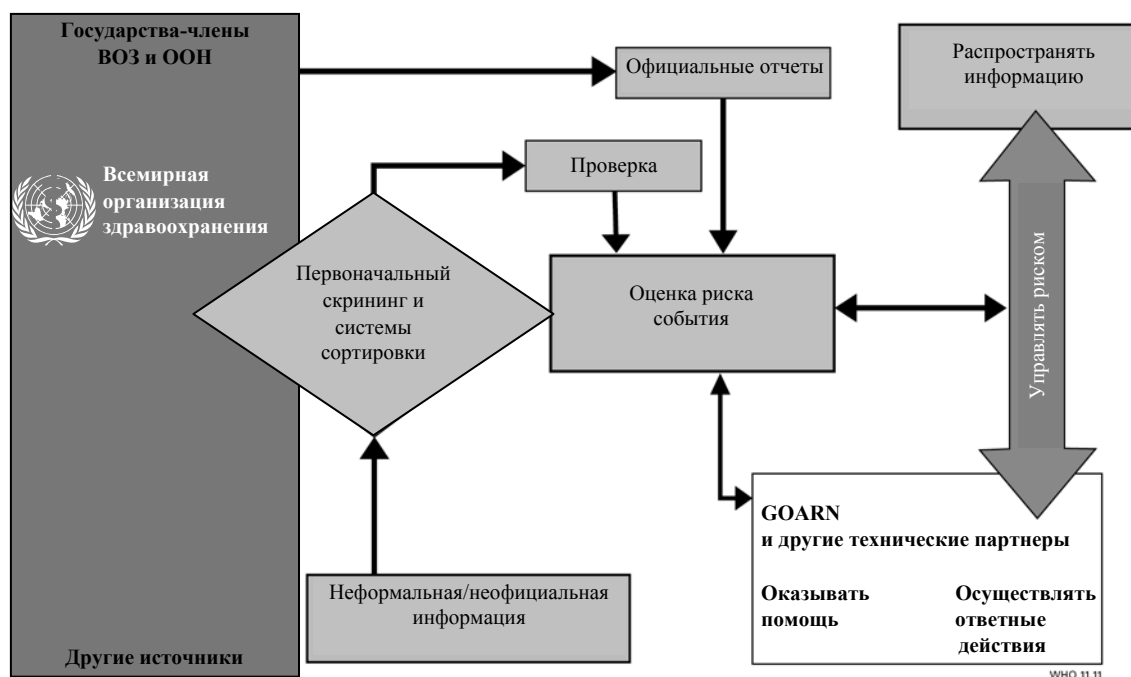 Государства-члены
ВОЗ и ООН
Официальные отчеты
Распространять
информацию
Проверка
Всемирная
организация
здравоохранения
Первоначальный
скрининг и
системы
сортировки
Оценка риска
события
Управлять риском
GOARN
и другие технические партнеры
Оказывать
помощь
Осуществлять
ответные
действия
Неформальная/неофициальная
информация
Другие источники
WHO 11.11